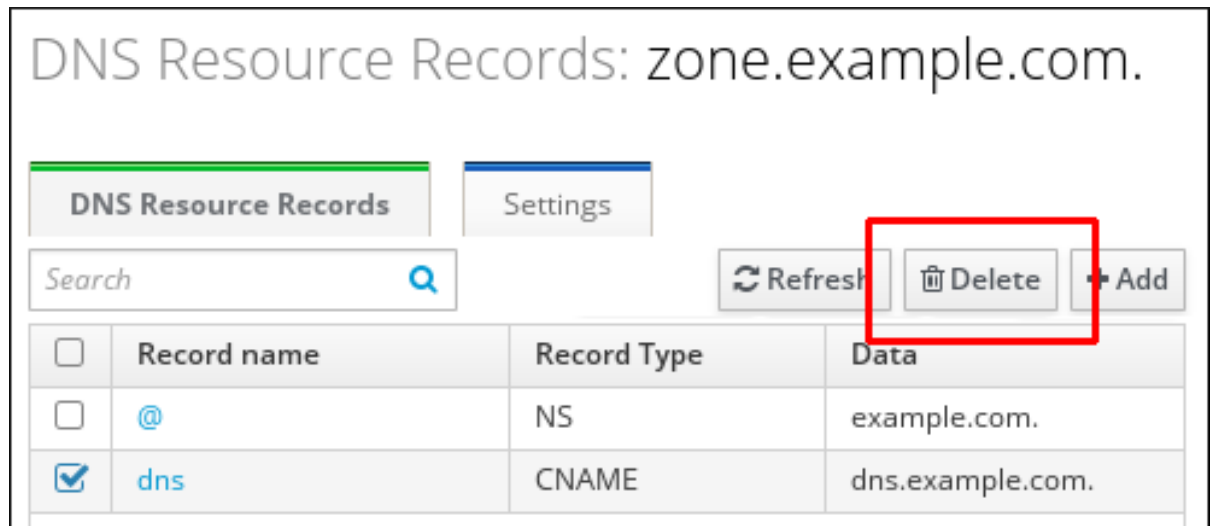 DNS Resource Records: zone.example.com.
DNS Resource Records Settings
Search Refresh Delete Add
Record name Record Type Data
@ NS example.com.
dns CNAME dns.example.com.